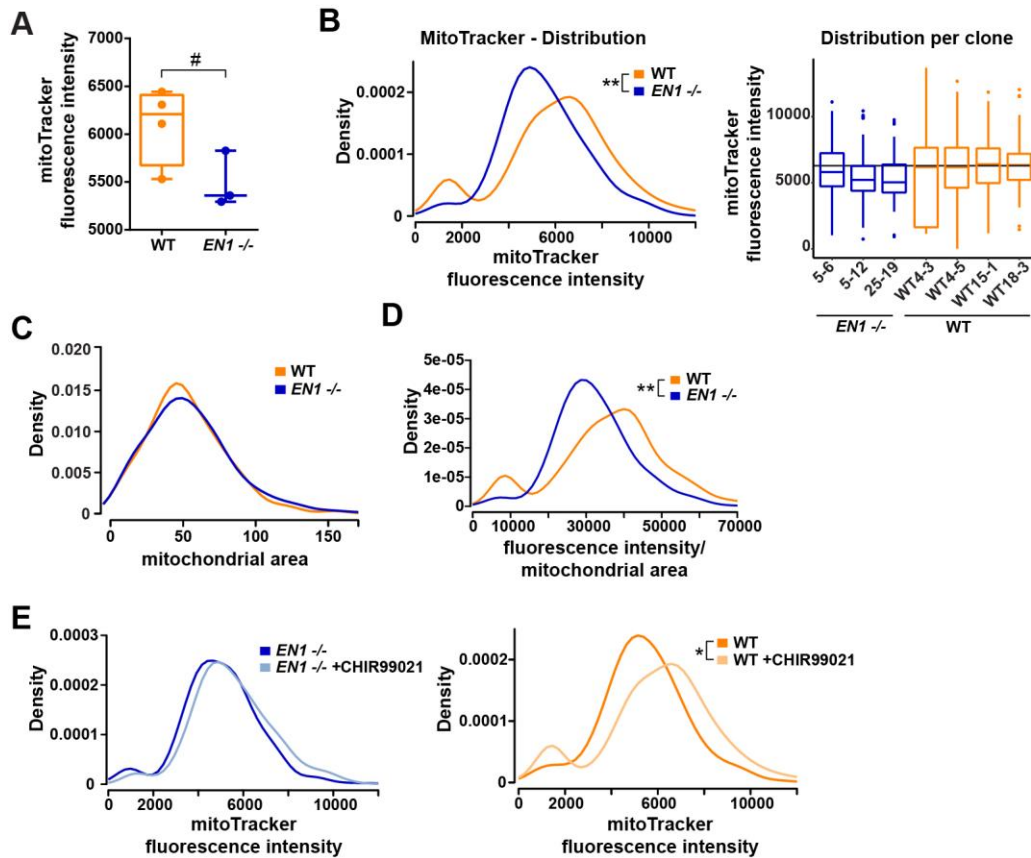 A
mitoTracker
fluorescence intensity
7000
6500
6000
5500
5000
#
WT
EN1 -/-
B
MitoTracker - Distribution
Density
0.0002
0.0001
0
**
WT
EN1 -/-
2000
6000
10000
mitoTracker
fluorescence intensity
Distribution per clone
mitoTracker
fluorescence intensity
10000
5000
0
5-6
5-12
25-19
WT4-3
WT4-5
WT15-1
WT18-3
EN1 -/-
WT
C
Density
0.020
0.015
0.010
0.005
0.000
WT
EN1 -/-
0
50
100
150
mitochondrial area
D
Density
5e-05
4e-05
3e-05
2e-05
1e-05
0
**
WT
EN1 -/-
0
10000
30000
50000
70000
fluorescence intensity/
mitochondrial area
E
Density
0.0003
0.0002
0.0001
0
EN1 -/-
EN1 -/- +CHIR99021
0
2000
6000
10000
mitoTracker
fluorescence intensity
Density
0.0002
0.0001
0
*
WT
WT +CHIR99021
0
2000
6000
10000
mitoTracker
fluorescence intensity